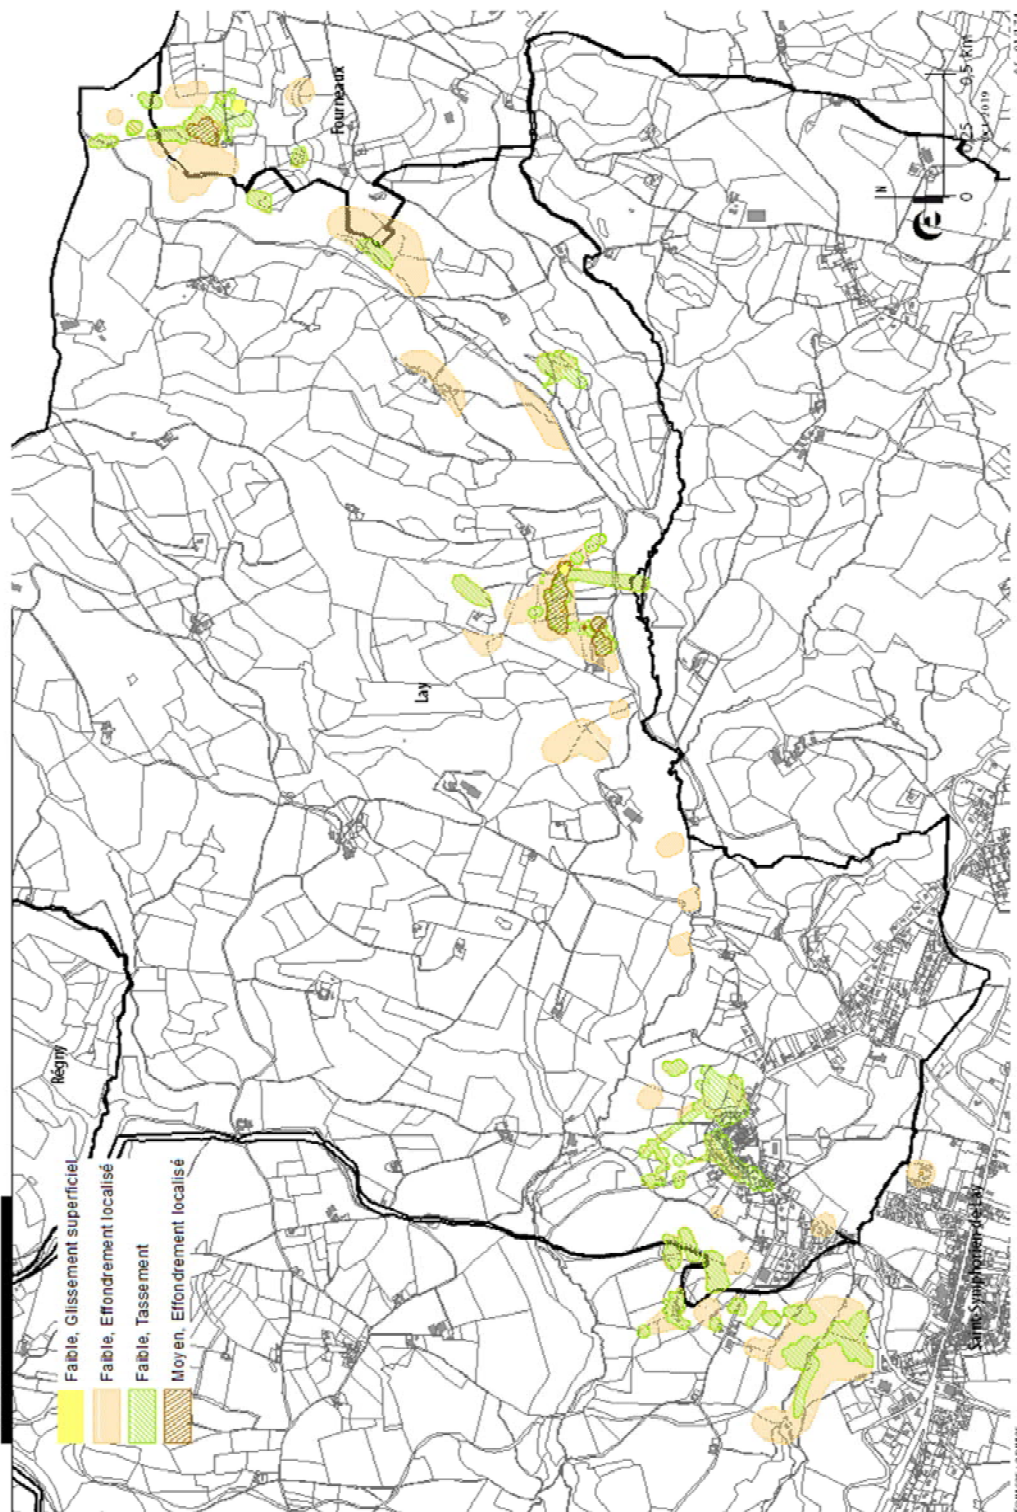 Faible, Glissement superficiel
Faible, Effondrement localisé
Faible, Tassement
Moyen, Effondrement localisé
Régny
Lay
Fourneaux
Saint-Symphorien-de-Lay
N
0 0,25 0,5 km